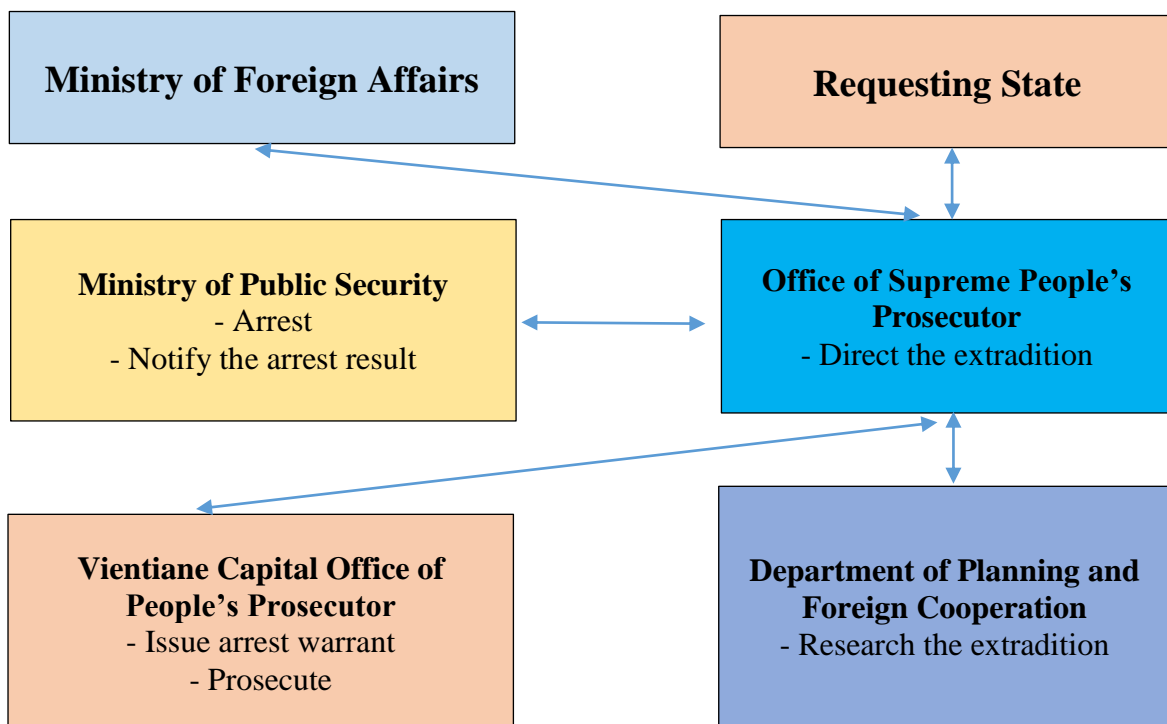 Ministry of Foreign Affairs
Requesting State
Ministry of Public Security
- Arrest
- Notify the arrest result
Office of Supreme People’s
Prosecutor
- Direct the extradition
Vientiane Capital Office of
People’s Prosecutor
- Issue arrest warrant
- Prosecute
Department of Planning and
Foreign Cooperation
- Research the extradition